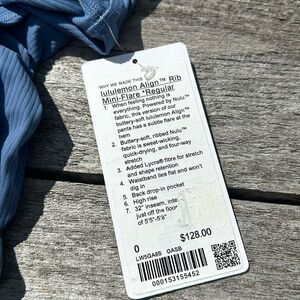 WHY WE MADE THIS
lululemon Align™ Rib
Mini-Flare *Regular
1. When feeling nothing is
everything. Powered by Nulu™
fabric, this version of our
buttery-soft lululemon Align™
pants has a subtle flare at the
hem
2. Buttery-soft, ribbed Nulu™
fabric is sweat-wicking,
quick-drying, and four-way
stretch
3. Added Lycra® fibre for stretch
and shape retention
4. Waistband lies flat and won't
dig in
5. Back drop-in pocket
6. High rise
7. 32" inseam, inte
just off the floor
of 5'5"-5'8"
0 $128.00
LW5GA8S OASB
000153155452